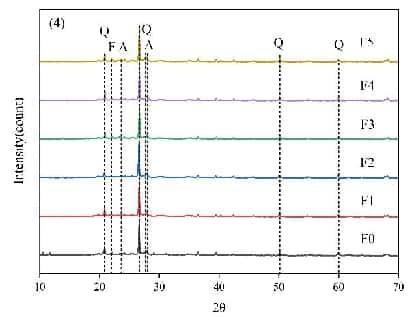 (4)
Q F A Q A Q Q
F5
F4
F3
F2
F1
F0
Intensity(count)
10 20 30 40 50 60 70
2θ